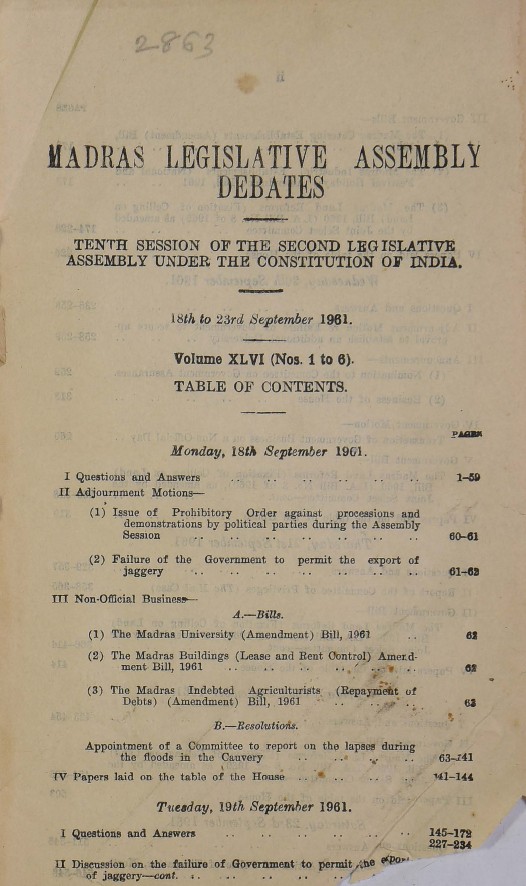 2863
MADRAS LEGISLATIVE ASSEMBLY
DEBATES
TENTH SESSION OF THE SECOND LEGISLATIVE
ASSEMBLY UNDER THE CONSTITUTION OF INDIA.
18th to 23rd September 1961.
Volume XLVI (Nos. 1 to 6).
TABLE OF CONTENTS.
PAGES
Monday, 18th September 1961.
I Questions and Answers .. .. .. .. .. 1-59
II Adjournment Motions—
(1) Issue of Prohibitory Order against processions and
demonstrations by political parties during the Assembly
Session .. .. .. .. .. .. 60-61
(2) Failure of the Government to permit the export of
jaggery .. .. .. .. .. .. 61-62
III Non-Official Business—
A.—Bills.
(1) The Madras University (Amendment) Bill, 1961 .. 62
(2) The Madras Buildings (Lease and Rent Control) Amend-
ment Bill, 1961 .. .. .. .. .. 62
(3) The Madras Indebted Agriculturists (Repayment of
Debts) (Amendment) Bill, 1961 .. .. .. 63
B.—Resolutions.
Appointment of a Committee to report on the lapses during
the floods in the Cauvery .. .. .. .. 63-141
IV Papers laid on the table of the House .. .. .. .. 141-144
Tuesday, 19th September 1961.
I Questions and Answers .. .. .. .. .. 145-172
227-234
II Discussion on the failure of Government to permit the export
of jaggery—cont. .. .. .. .. ..